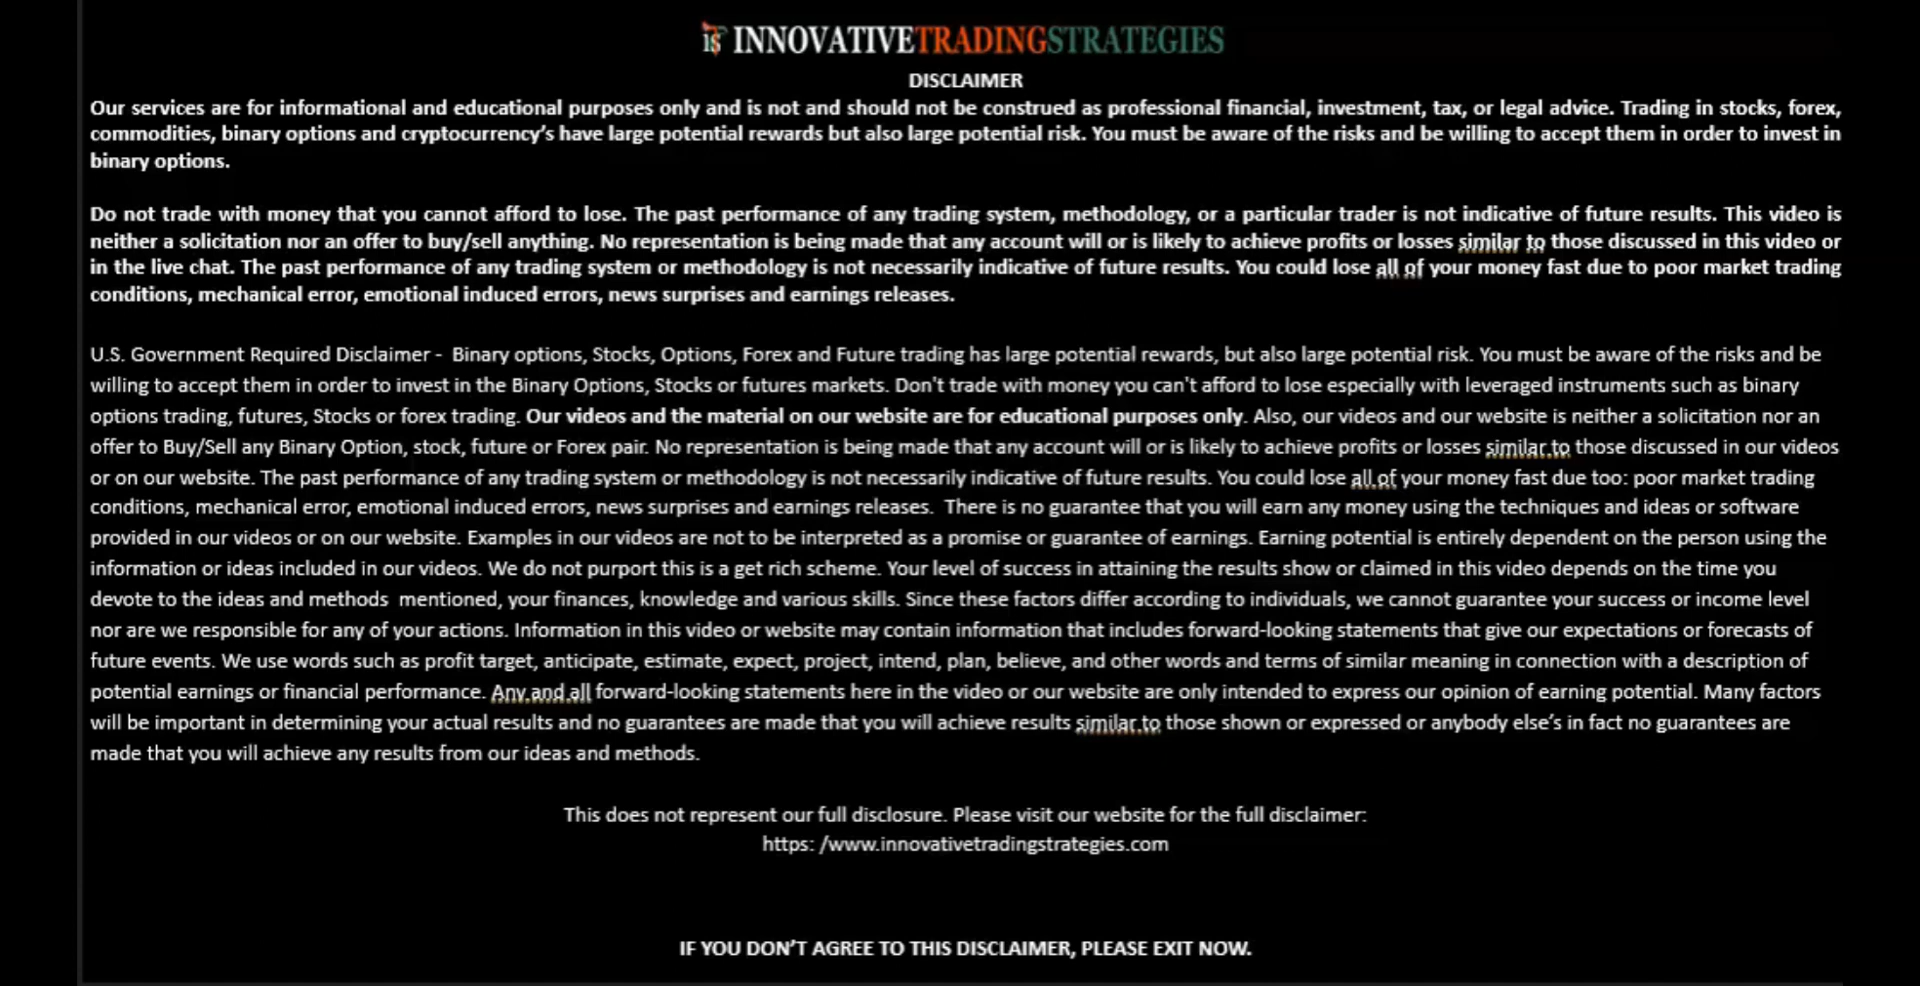 INNOVATIVETRADINGSTRATEGIES
DISCLAIMER
Our services are for informational and educational purposes only and is not and should not be construed as professional financial, investment, tax, or legal advice. Trading in stocks, forex,
commodities, binary options and cryptocurrency's have large potential rewards but also large potential risk. You must be aware of the risks and be willing to accept them in order to invest in
binary options.
Do not trade with money that you cannot afford to lose. The past performance of any trading system, methodology, or a particular trader is not indicative of future results. This video is
neither a solicitation nor an offer to buy/sell anything. No representation is being made that any account will or is likely to achieve profits or losses similar to those discussed in this video or
in the live chat. The past performance of any trading system or methodology is not necessarily indicative of future results. You could lose all of your money fast due to poor market trading
conditions, mechanical error, emotional induced errors, news surprises and earnings releases.
U.S. Government Required Disclaimer -  Binary options, Stocks, Options, Forex and Future trading has large potential rewards, but also large potential risk. You must be aware of the risks and be
willing to accept them in order to invest in the Binary Options, Stocks or futures markets. Don't trade with money you can't afford to lose especially with leveraged instruments such as binary
options trading, futures, Stocks or forex trading. Our videos and the material on our website are for educational purposes only. Also, our videos and our website is neither a solicitation nor an
offer to Buy/Sell any Binary Option, stock, future or Forex pair. No representation is being made that any account will or is likely to achieve profits or losses similar to those discussed in our videos
or on our website. The past performance of any trading system or methodology is not necessarily indicative of future results. You could lose all of your money fast due too: poor market trading
conditions, mechanical error, emotional induced errors, news surprises and earnings releases.  There is no guarantee that you will earn any money using the techniques and ideas or software
provided in our videos or on our website. Examples in our videos are not to be interpreted as a promise or guarantee of earnings. Earning potential is entirely dependent on the person using the
information or ideas included in our videos. We do not purport this is a get rich scheme. Your level of success in attaining the results show or claimed in this video depends on the time you
devote to the ideas and methods  mentioned, your finances, knowledge and various skills. Since these factors differ according to individuals, we cannot guarantee your success or income level
nor are we responsible for any of your actions. Information in this video or website may contain information that includes forward-looking statements that give our expectations or forecasts of
future events. We use words such as profit target, anticipate, estimate, expect, project, intend, plan, believe, and other words and terms of similar meaning in connection with a description of
potential earnings or financial performance. Any and all forward-looking statements here in the video or our website are only intended to express our opinion of earning potential. Many factors
will be important in determining your actual results and no guarantees are made that you will achieve results similar to those shown or expressed or anybody else's in fact no guarantees are
made that you will achieve any results from our ideas and methods.
This does not represent our full disclosure. Please visit our website for the full disclaimer:
https: /www.innovativetradingstrategies.com
IF YOU DON'T AGREE TO THIS DISCLAIMER, PLEASE EXIT NOW.